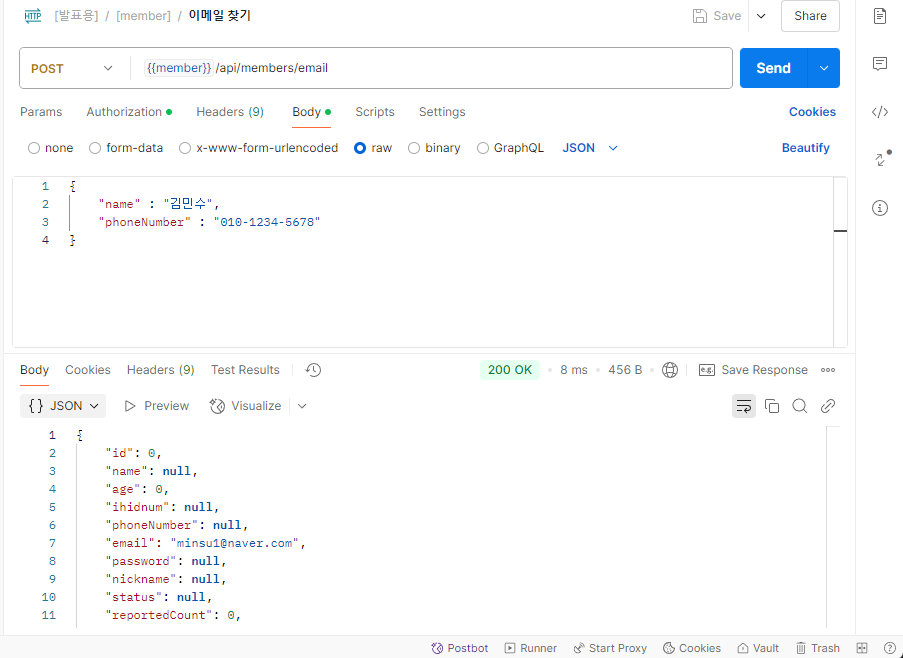 HTTP [발표용] / [member] / 이메일 찾기 Save Share
POST {{member}} /api/members/email Send
Params Authorization Headers (9) Body Scripts Settings Cookies
none form-data x-www-form-urlencoded raw binary GraphQL JSON Beautify
1 {
2 "name" : "김민수",
3 "phoneNumber" : "010-1234-5678"
4 }
Body Cookies Headers (9) Test Results 200 OK • 8 ms • 456 B • e.g. Save Response
{} JSON Preview Visualize
1 {
2 "id": 0,
3 "name": null,
4 "age": 0,
5 "ihidnum": null,
6 "phoneNumber": null,
7 "email": "minsu1@naver.com",
8 "password": null,
9 "nickname": null,
10 "status": null,
11 "reportedCount": 0,
Postbot Runner Start Proxy Cookies Vault Trash